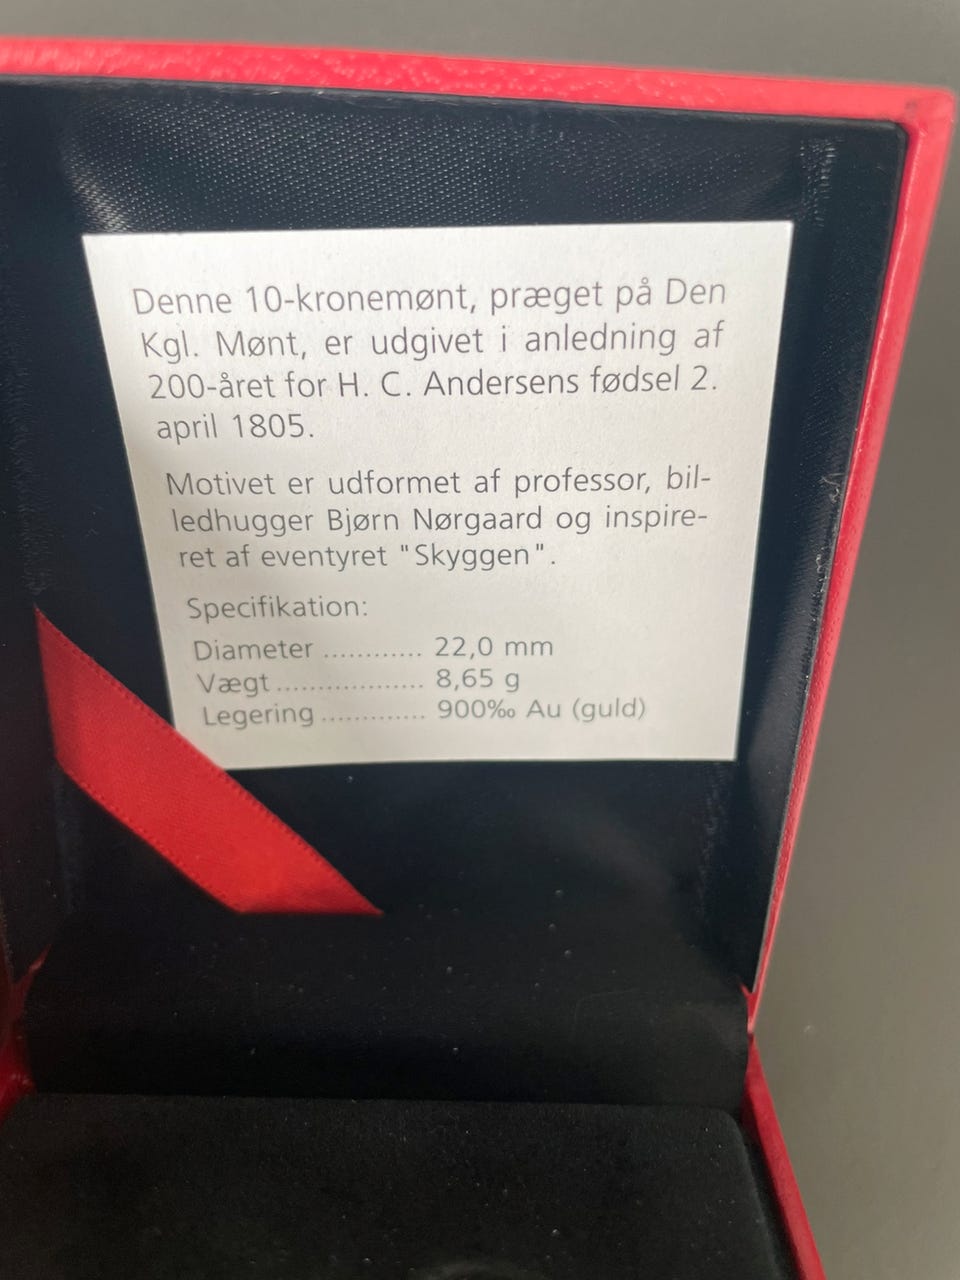 Denne 10-kronemønt, præget på Den
Kgl. Mønt, er udgivet i anledning af
200-året for H. C. Andersens fødsel 2.
april 1805.
Motivet er udformet af professor, bil-
ledhugger Bjørn Nørgaard og inspire-
ret af eventyret "Skyggen".
Specifikation:
Diameter ............ 22,0 mm
Vægt .................. 8,65 g
Legering ............. 900‰ Au (guld)